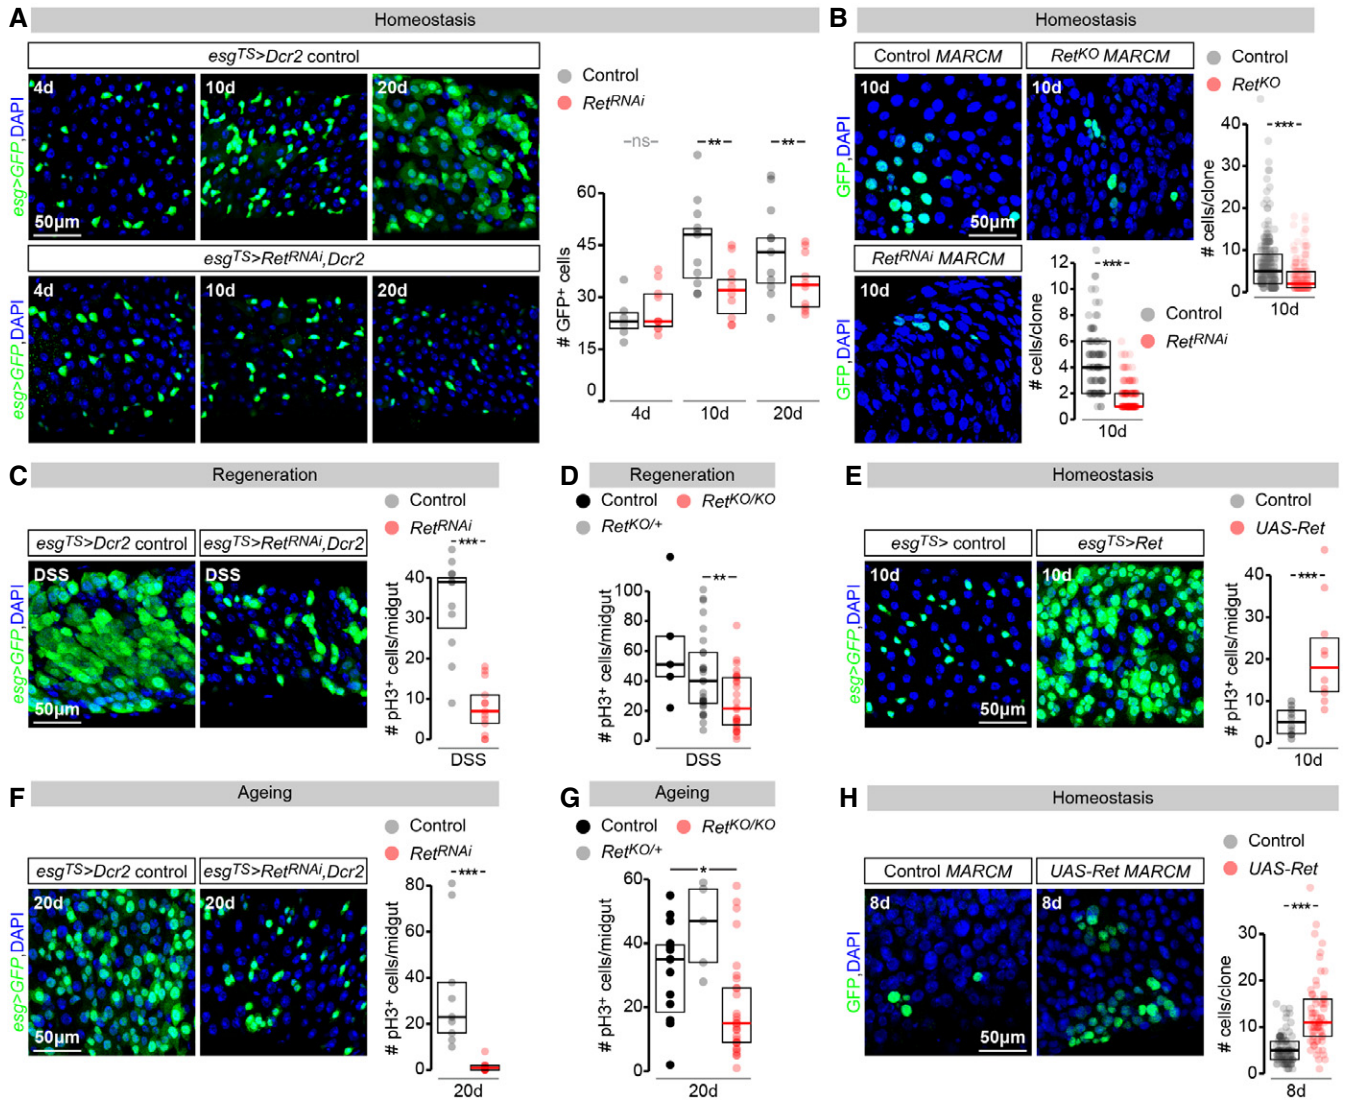 A
Homeostasis
esgTS>Dcr2 control
4d
10d
20d
esg>GFP,DAPI
50µm
esgTS>RetRNAi,Dcr2
4d
10d
20d
esg>GFP,DAPI
Control
RetRNAi
ns
**
**
# GFP+ cells
60
45
30
15
0
4d
10d
20d
B
Homeostasis
Control MARCM
RetKO MARCM
10d
10d
GFP,DAPI
50µm
Control
RetKO
***
# cells/clone
40
30
20
10
0
10d
RetRNAi MARCM
10d
GFP,DAPI
***
# cells/clone
12
10
8
6
4
2
0
10d
Control
RetRNAi
C
Regeneration
esgTS>Dcr2 control
esgTS>RetRNAi,Dcr2
DSS
DSS
esg>GFP,DAPI
50µm
Control
RetRNAi
***
# pH3+ cells/midgut
40
30
20
10
0
DSS
D
Regeneration
Control
RetKO/KO
RetKO/+
**
# pH3+ cells/midgut
100
80
60
40
20
0
DSS
E
Homeostasis
esgTS> control
esgTS>Ret
10d
10d
esg>GFP,DAPI
50µm
Control
UAS-Ret
***
# pH3+ cells/midgut
40
30
20
10
0
10d
F
Ageing
esgTS>Dcr2 control
esgTS>RetRNAi,Dcr2
20d
20d
esg>GFP,DAPI
50µm
Control
RetRNAi
***
# pH3+ cells/midgut
80
60
40
20
0
20d
G
Ageing
Control
RetKO/KO
RetKO/+
*
# pH3+ cells/midgut
60
40
20
0
20d
H
Homeostasis
Control MARCM
UAS-Ret MARCM
8d
8d
GFP,DAPI
50µm
Control
UAS-Ret
***
# cells/clone
30
20
10
0
8d